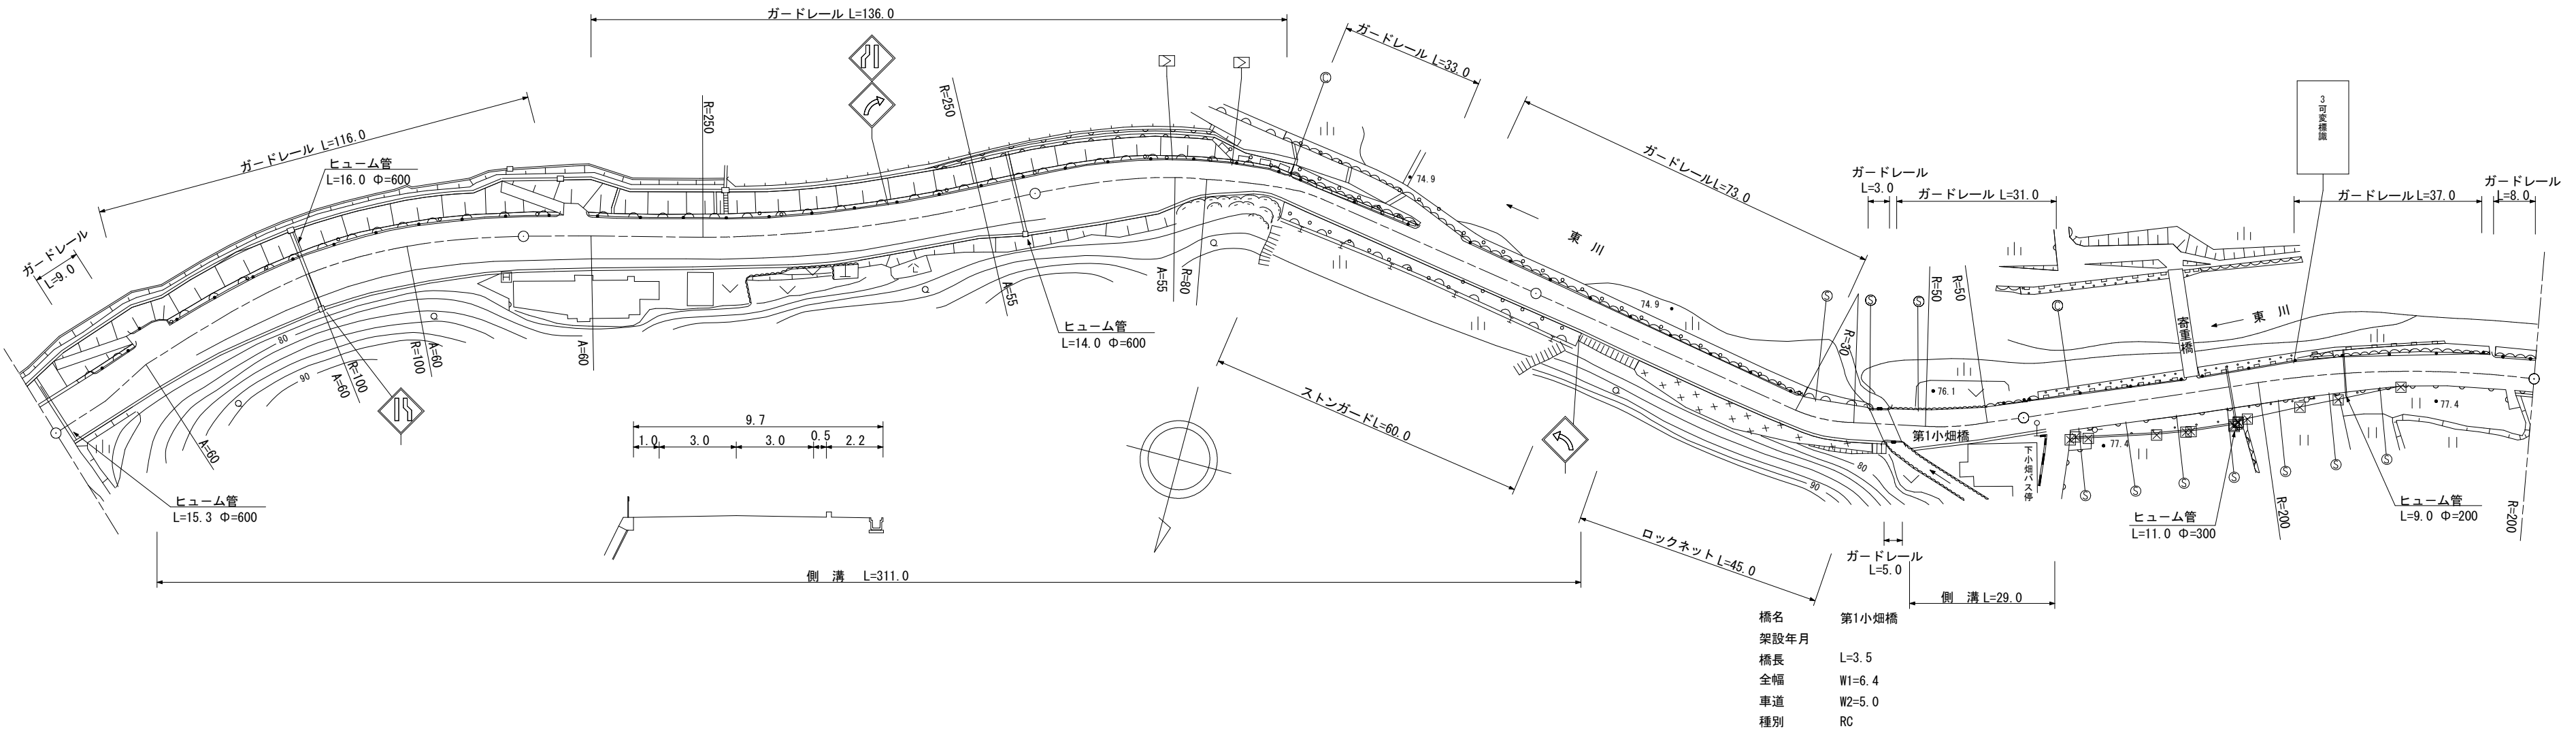 ガードレール L=136.0
ガードレール L=33.0
ガードレール L=116.0
ヒューム管
L=16.0 Φ=600
R=250
R=250
©
74.9
ガードレール L=73.0
東 川
3可変標識
ガードレール
L=3.0
ガードレール L=31.0
ガードレール L=37.0
ガードレール
L=8.0
ガードレール
L=9.0
H
80
90
A=60
R=100
A=60
R=100
A=60
A=60
A=55
ヒューム管
L=14.0 Φ=600
A=55
R=80
74.9
Ⓢ
Ⓢ
Ⓢ
R=30
R=50
R=50
©
寄重橋
東 川
76.1
第1小畑橋
下小畑バス停
77.4
77.4
Ⓢ
Ⓢ
Ⓢ
Ⓢ
Ⓢ
Ⓢ
Ⓢ
R=200
R=200
ヒューム管
L=11.0 Φ=300
ヒューム管
L=9.0 Φ=200
ヒューム管
L=15.3 Φ=600
9.7
1.0 3.0 3.0 0.5 2.2
ストンガード L=60.0
80
90
ロックネット L=45.0
ガードレール
L=5.0
側 溝 L=311.0
側 溝 L=29.0
橋名 第1小畑橋
架設年月
橋長 L=3.5
全幅 W1=6.4
車道 W2=5.0
種別 RC